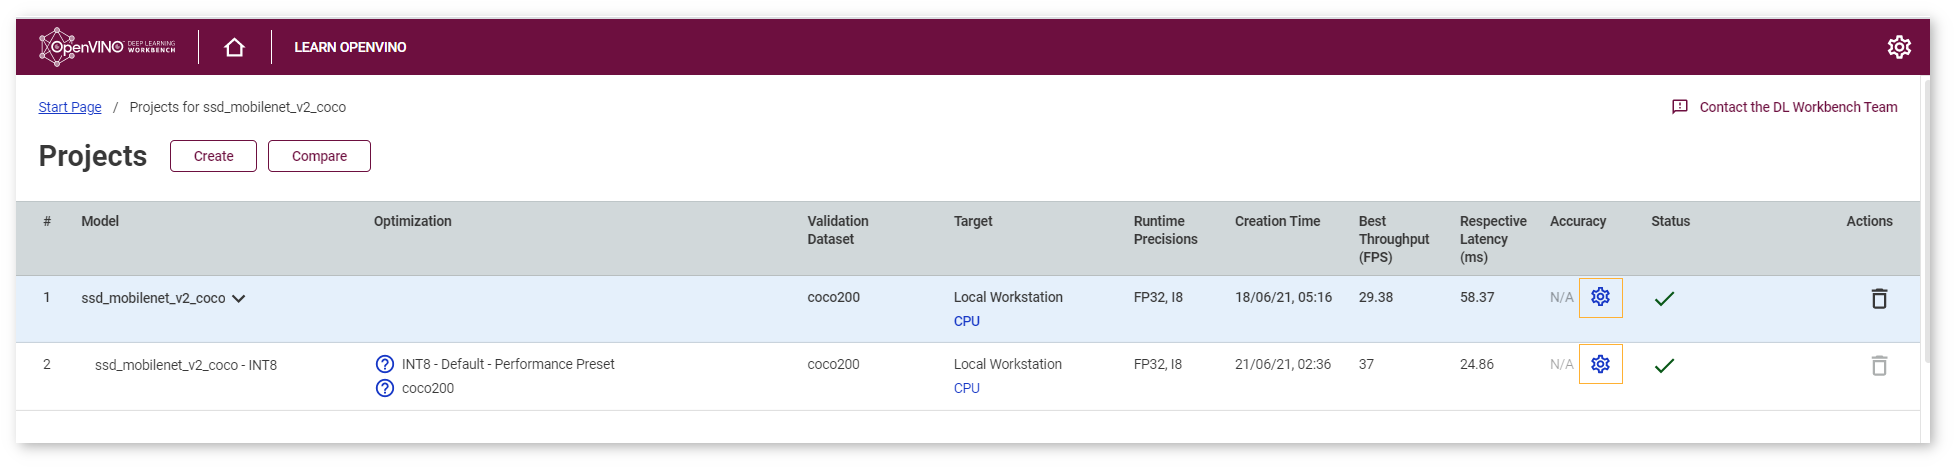 OpenVINO™ DEEP LEARNING WORKBENCH LEARN OPENVINO
Start Page / Projects for ssd_mobilenet_v2_coco Contact the DL Workbench Team
Projects Create Compare
# Model Optimization Validation Dataset Target Runtime Precisions Creation Time Best Throughput (FPS) Respective Latency (ms) Accuracy Status Actions
1 ssd_mobilenet_v2_coco coco200 Local Workstation FP32, I8 18/06/21, 05:16 29.38 58.37 N/A
CPU
2 ssd_mobilenet_v2_coco - INT8 INT8 - Default - Performance Preset coco200 Local Workstation FP32, I8 21/06/21, 02:36 37 24.86 N/A
coco200 CPU